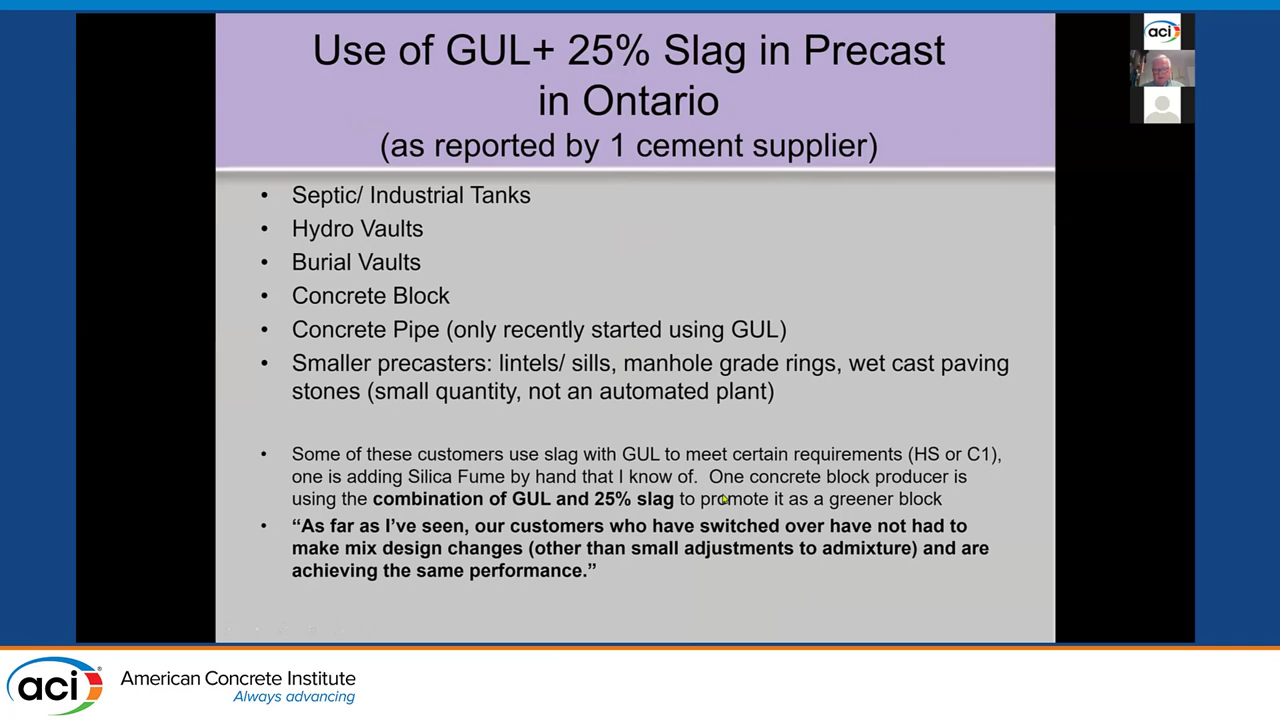 Use of GUL+ 25% Slag in Precast
in Ontario
(as reported by 1 cement supplier)
• Septic/ Industrial Tanks
• Hydro Vaults
• Burial Vaults
• Concrete Block
• Concrete Pipe (only recently started using GUL)
• Smaller precasters: lintels/ sills, manhole grade rings, wet cast paving
stones (small quantity, not an automated plant)
• Some of these customers use slag with GUL to meet certain requirements (HS or C1),
one is adding Silica Fume by hand that I know of. One concrete block producer is
using the combination of GUL and 25% slag to promote it as a greener block
• “As far as I’ve seen, our customers who have switched over have not had to
make mix design changes (other than small adjustments to admixture) and are
achieving the same performance.”
aci
aci®
American Concrete Institute
Always advancing